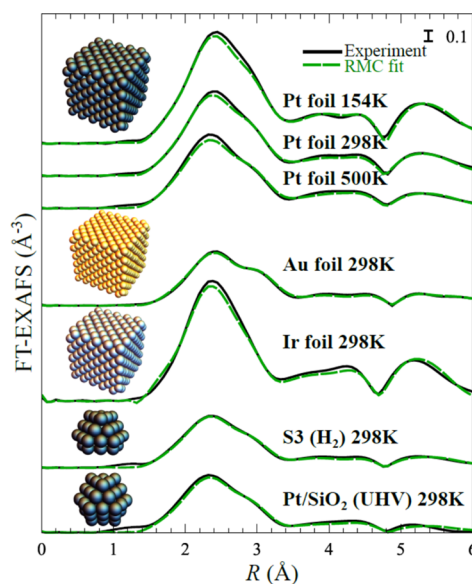 0.1
Experiment
RMC fit
Pt foil 154K
Pt foil 298K
Pt foil 500K
Au foil 298K
Ir foil 298K
S3 (H₂) 298K
Pt/SiO₂ (UHV) 298K
FT-EXAFS (Å⁻³)
0 1 2 3 4 5 6
R (Å)